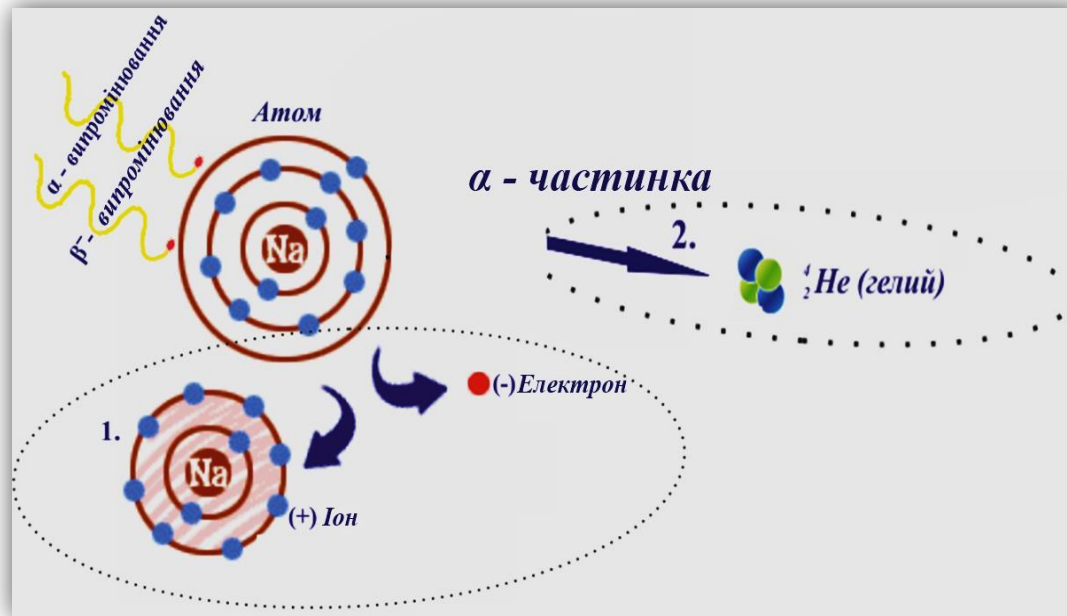 α - випромінювання
β⁻- випромінювання
Атом
Na
α - частинка
2.
⁴₂He (гелий)
(-)Електрон
1.
Na
(+) Іон